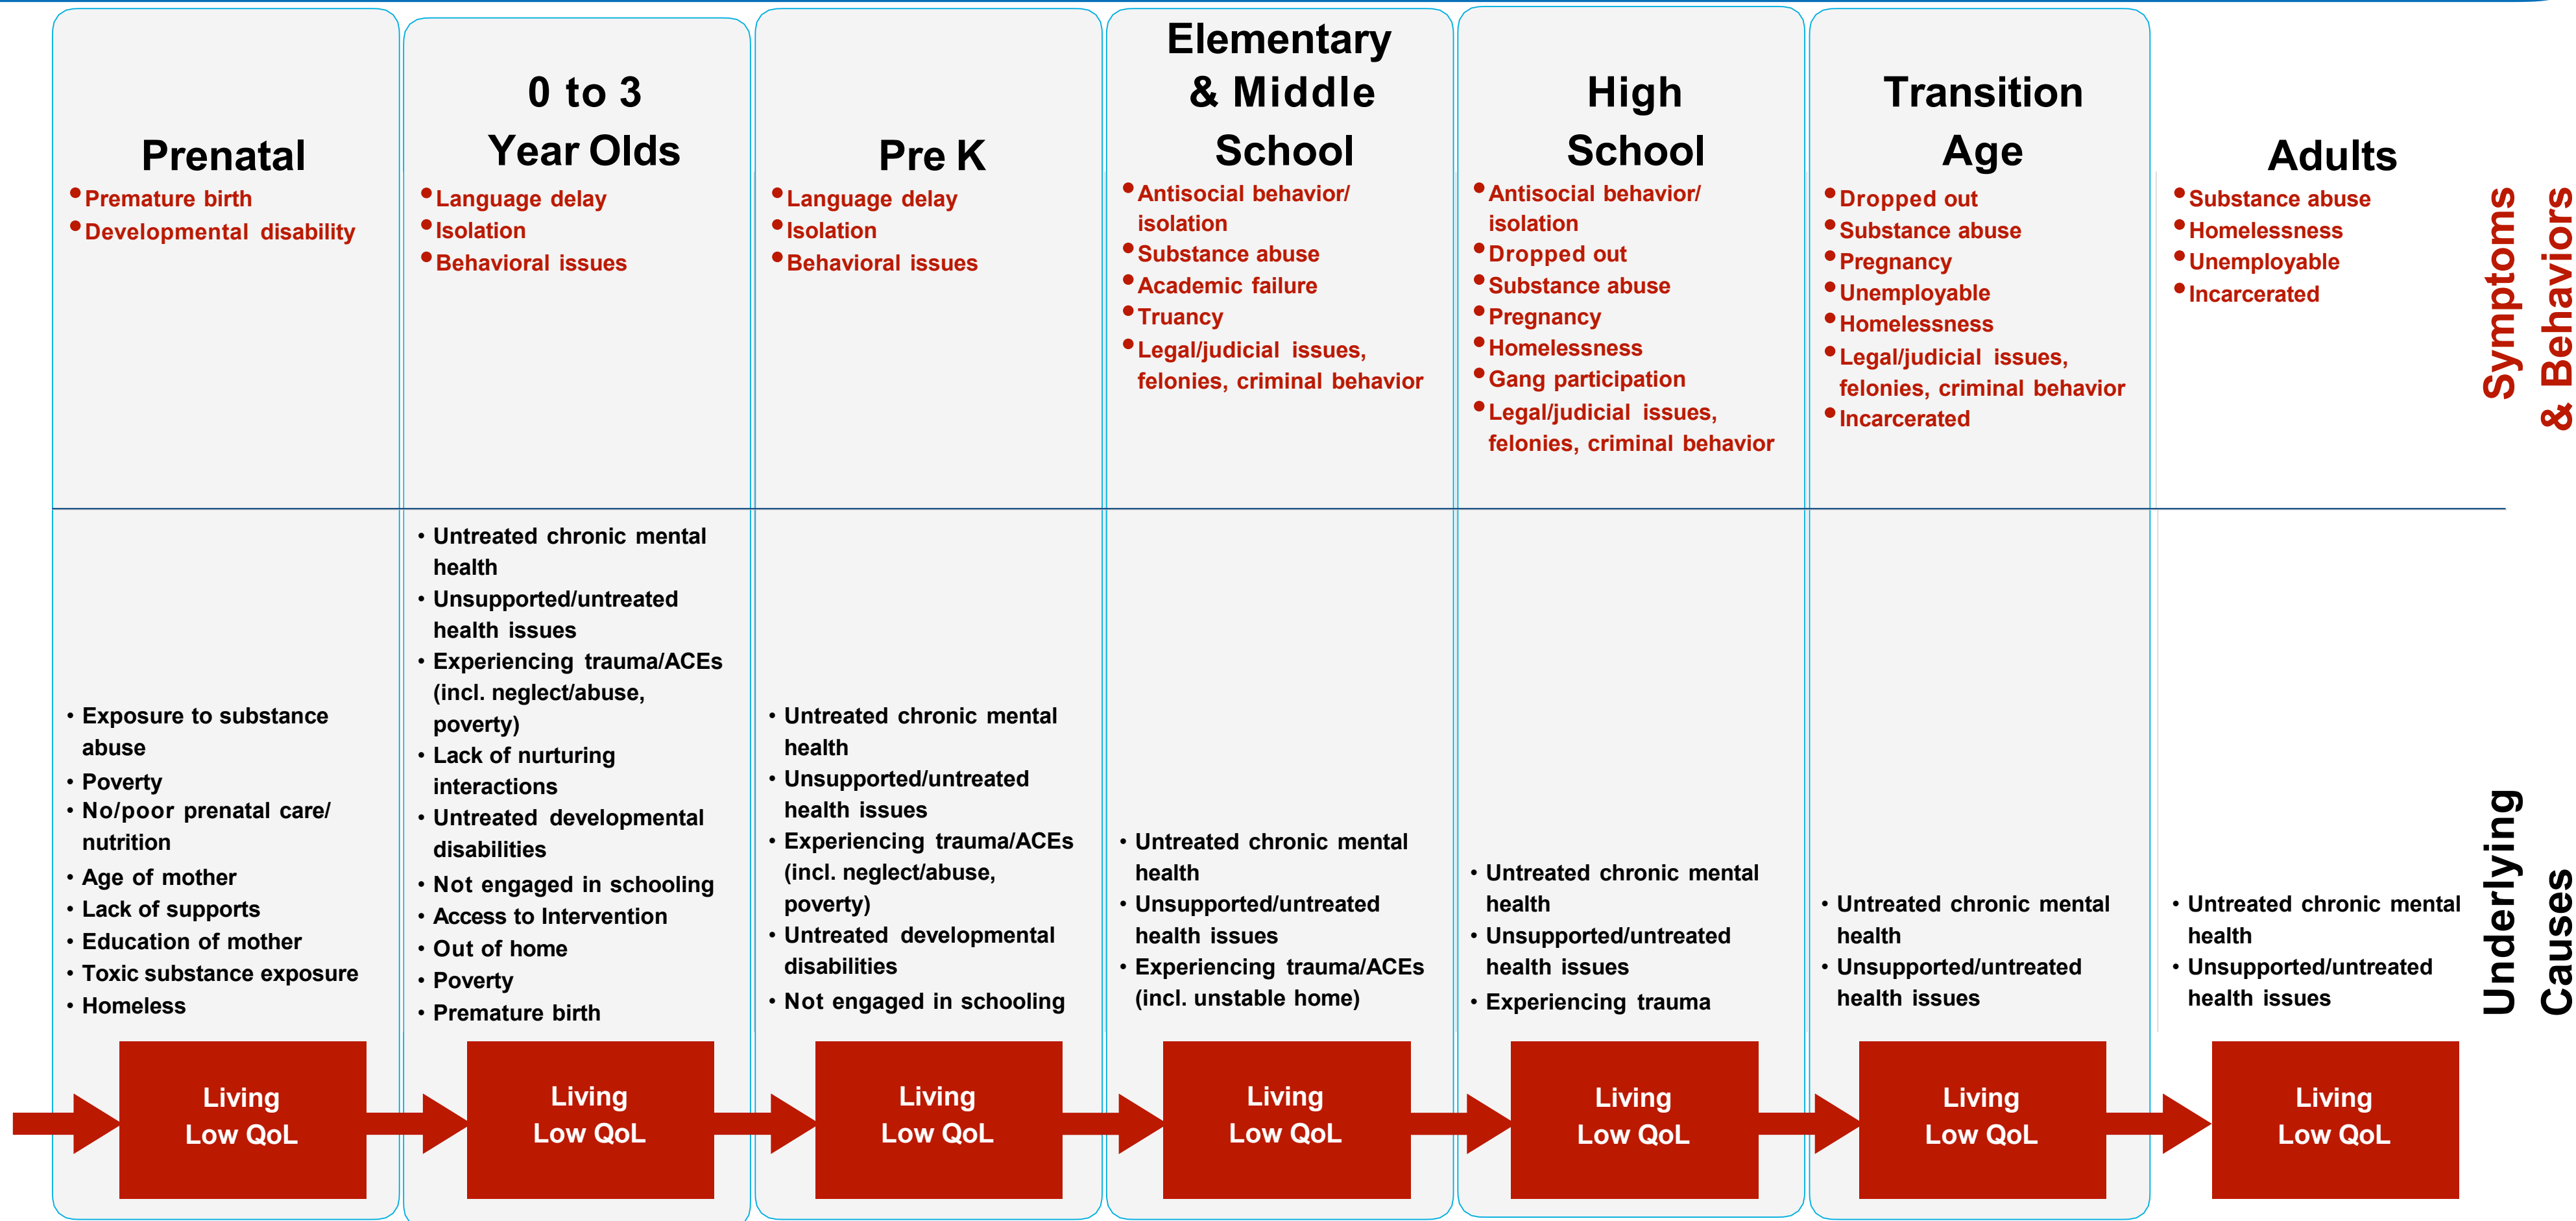 Prenatal
• Premature birth
• Developmental disability
0 to 3
Year Olds
• Language delay
• Isolation
• Behavioral issues
Pre K
• Language delay
• Isolation
• Behavioral issues
Elementary
& Middle
School
• Antisocial behavior/
isolation
• Substance abuse
• Academic failure
• Truancy
• Legal/judicial issues,
felonies, criminal behavior
High
School
• Antisocial behavior/
isolation
• Dropped out
• Substance abuse
• Pregnancy
• Homelessness
• Gang participation
• Legal/judicial issues,
felonies, criminal behavior
Transition
Age
• Dropped out
• Substance abuse
• Pregnancy
• Unemployable
• Homelessness
• Legal/judicial issues,
felonies, criminal behavior
• Incarcerated
Adults
• Substance abuse
• Homelessness
• Unemployable
• Incarcerated
Symptoms
& Behaviors
• Exposure to substance
abuse
• Poverty
• No/poor prenatal care/
nutrition
• Age of mother
• Lack of supports
• Education of mother
• Toxic substance exposure
• Homeless
• Untreated chronic mental
health
• Unsupported/untreated
health issues
• Experiencing trauma/ACEs
(incl. neglect/abuse,
poverty)
• Lack of nurturing
interactions
• Untreated developmental
disabilities
• Not engaged in schooling
• Access to Intervention
• Out of home
• Poverty
• Premature birth
• Untreated chronic mental
health
• Unsupported/untreated
health issues
• Experiencing trauma/ACEs
(incl. neglect/abuse,
poverty)
• Untreated developmental
disabilities
• Not engaged in schooling
• Untreated chronic mental
health
• Unsupported/untreated
health issues
• Experiencing trauma/ACEs
(incl. unstable home)
• Untreated chronic mental
health
• Unsupported/untreated
health issues
• Experiencing trauma
• Untreated chronic mental
health
• Unsupported/untreated
health issues
• Untreated chronic mental
health
• Unsupported/untreated
health issues
Underlying
Causes
Living
Low QoL
Living
Low QoL
Living
Low QoL
Living
Low QoL
Living
Low QoL
Living
Low QoL
Living
Low QoL